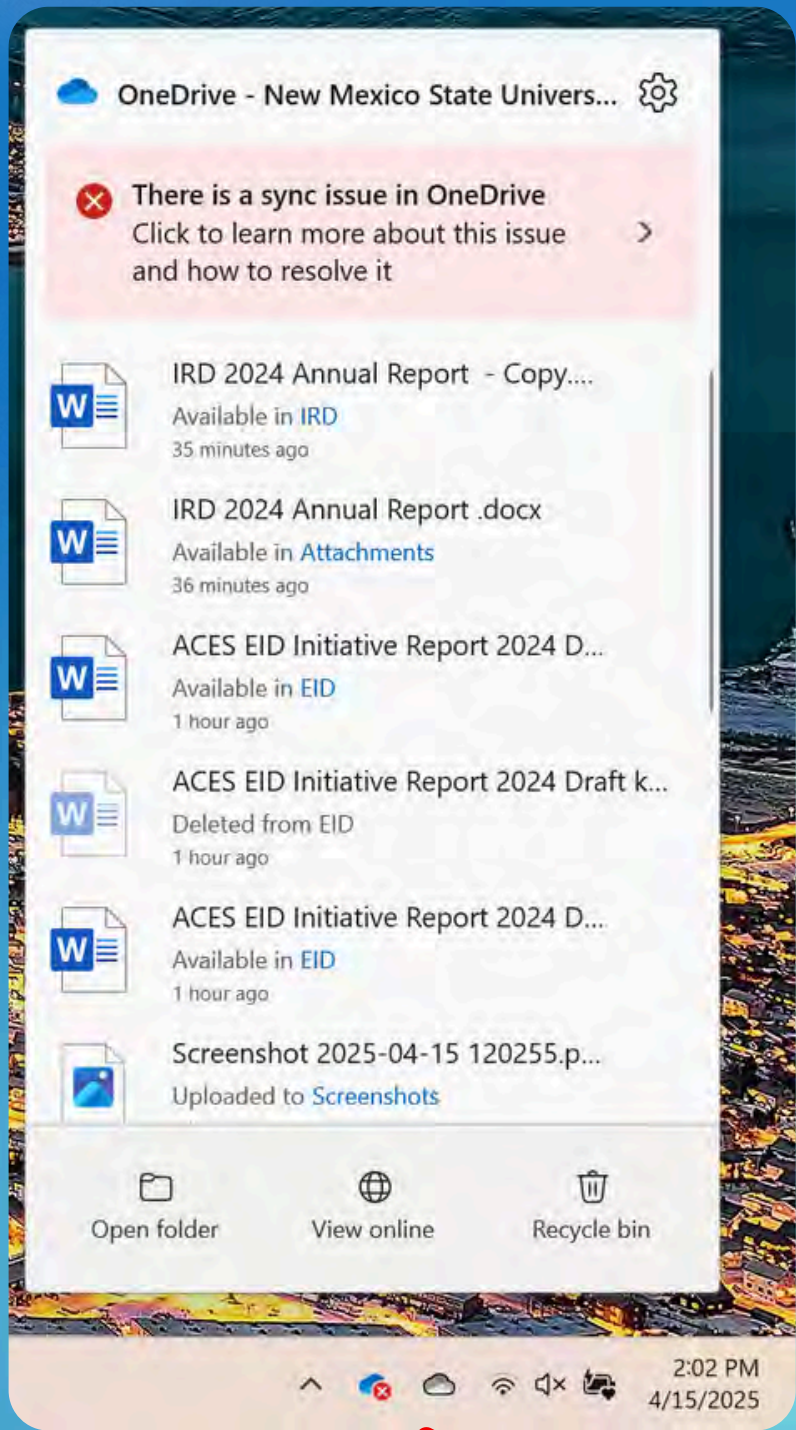 OneDrive - New Mexico State Univers...
There is a sync issue in OneDrive
Click to learn more about this issue
and how to resolve it
IRD 2024 Annual Report  - Copy....
Available in IRD
35 minutes ago
IRD 2024 Annual Report .docx
Available in Attachments
36 minutes ago
ACES EID Initiative Report 2024 D...
Available in EID
1 hour ago
ACES EID Initiative Report 2024 Draft k...
Deleted from EID
1 hour ago
ACES EID Initiative Report 2024 D...
Available in EID
1 hour ago
Screenshot 2025-04-15 120255.p...
Uploaded to Screenshots
Open folder
View online
Recycle bin
2:02 PM
4/15/2025